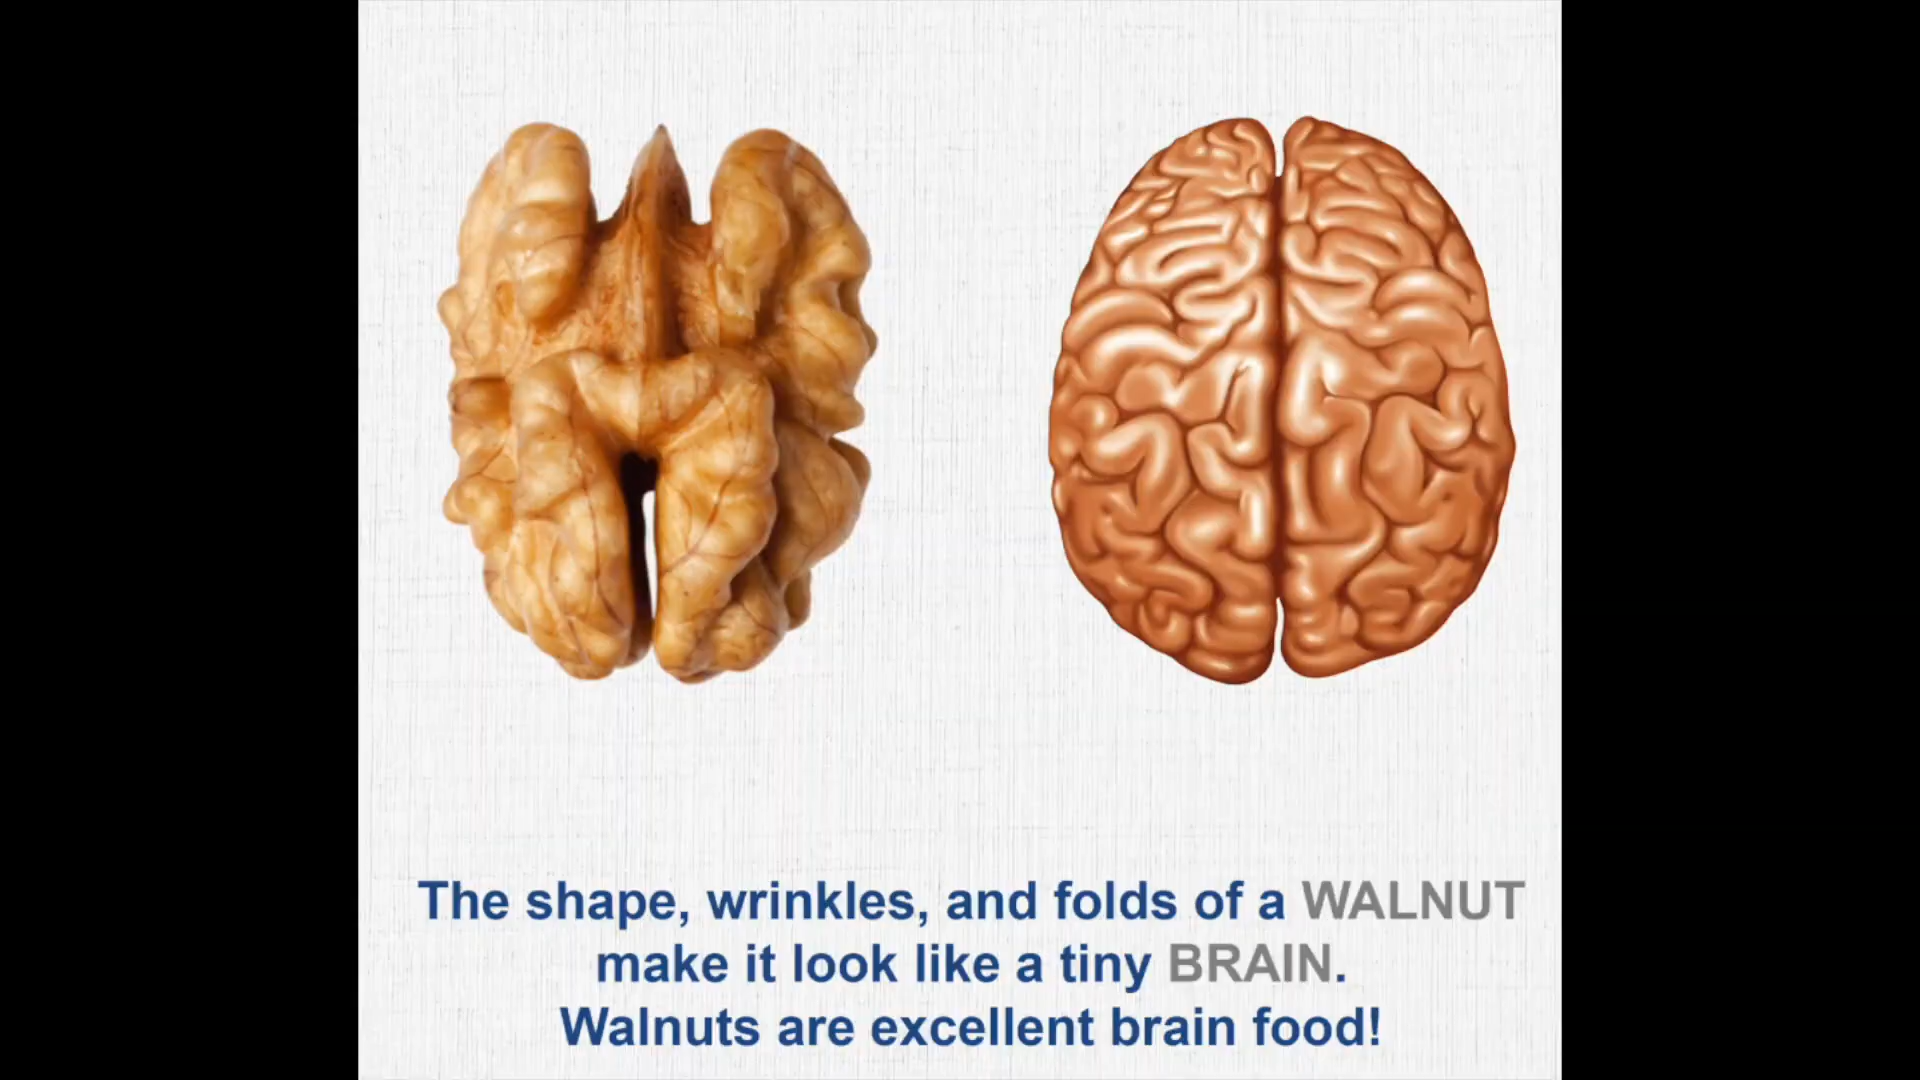 The shape, wrinkles, and folds of a WALNUT
make it look like a tiny BRAIN.
Walnuts are excellent brain food!